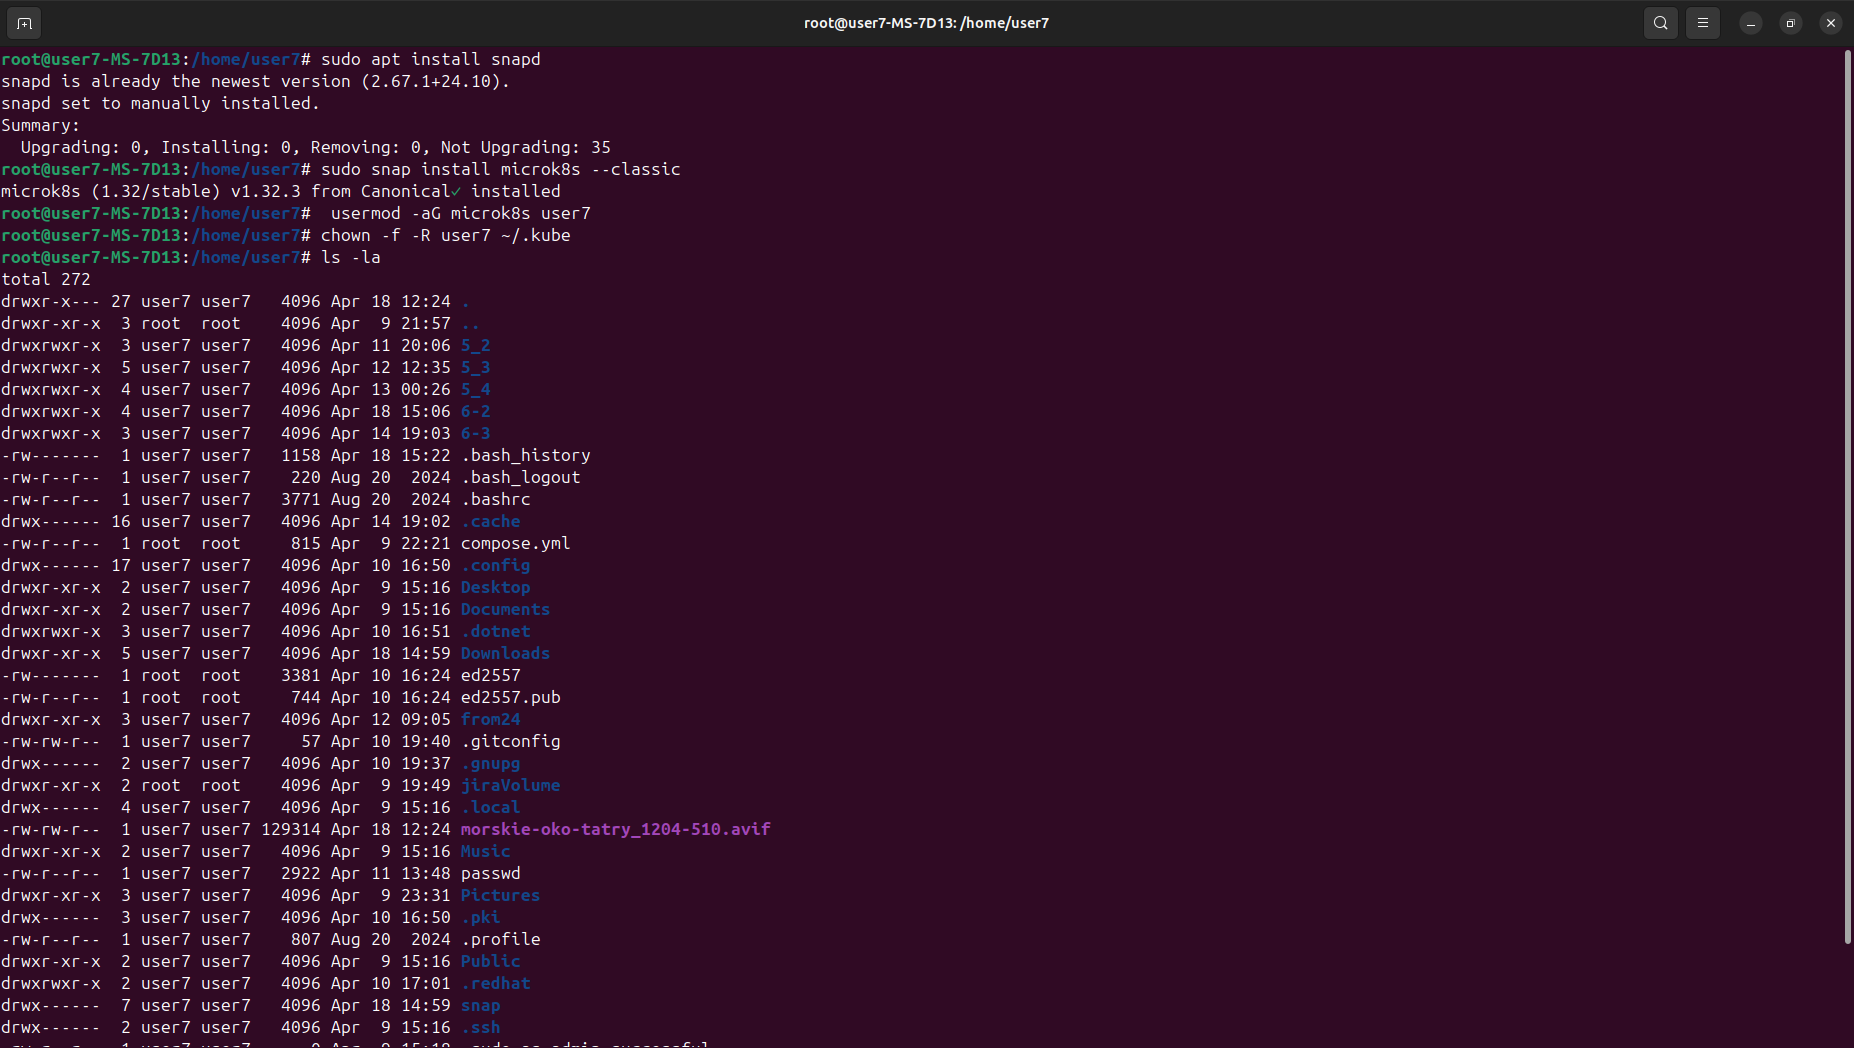 root@user7-MS-7D13: /home/user7
root@user7-MS-7D13:/home/user7# sudo apt install snapd
snapd is already the newest version (2.67.1+24.10).
snapd set to manually installed.
Summary:
  Upgrading: 0, Installing: 0, Removing: 0, Not Upgrading: 35
root@user7-MS-7D13:/home/user7# sudo snap install microk8s --classic
microk8s (1.32/stable) v1.32.3 from Canonical✓ installed
root@user7-MS-7D13:/home/user7#  usermod -aG microk8s user7
root@user7-MS-7D13:/home/user7# chown -f -R user7 ~/.kube
root@user7-MS-7D13:/home/user7# ls -la
total 272
drwxr-x--- 27 user7 user7   4096 Apr 18 12:24 .
drwxr-xr-x  3 root  root    4096 Apr  9 21:57 ..
drwxrwxr-x  3 user7 user7   4096 Apr 11 20:06 5_2
drwxrwxr-x  5 user7 user7   4096 Apr 12 12:35 5_3
drwxrwxr-x  4 user7 user7   4096 Apr 13 00:26 5_4
drwxrwxr-x  4 user7 user7   4096 Apr 18 15:06 6-2
drwxrwxr-x  3 user7 user7   4096 Apr 14 19:03 6-3
-rw-------  1 user7 user7   1158 Apr 18 15:22 .bash_history
-rw-r--r--  1 user7 user7    220 Aug 20  2024 .bash_logout
-rw-r--r--  1 user7 user7   3771 Aug 20  2024 .bashrc
drwx------ 16 user7 user7   4096 Apr 14 19:02 .cache
-rw-r--r--  1 root  root     815 Apr  9 22:21 compose.yml
drwx------ 17 user7 user7   4096 Apr 10 16:50 .config
drwxr-xr-x  2 user7 user7   4096 Apr  9 15:16 Desktop
drwxr-xr-x  2 user7 user7   4096 Apr  9 15:16 Documents
drwxrwxr-x  3 user7 user7   4096 Apr 10 16:51 .dotnet
drwxr-xr-x  5 user7 user7   4096 Apr 18 14:59 Downloads
-rw-------  1 root  root    3381 Apr 10 16:24 ed2557
-rw-r--r--  1 root  root     744 Apr 10 16:24 ed2557.pub
drwxr-xr-x  3 user7 user7   4096 Apr 12 09:05 from24
-rw-rw-r--  1 user7 user7     57 Apr 10 19:40 .gitconfig
drwx------  2 user7 user7   4096 Apr 10 19:37 .gnupg
drwxr-xr-x  2 root  root    4096 Apr  9 19:49 jiraVolume
drwx------  4 user7 user7   4096 Apr  9 15:16 .local
-rw-rw-r--  1 user7 user7 129314 Apr 18 12:24 morskie-oko-tatry_1204-510.avif
drwxr-xr-x  2 user7 user7   4096 Apr  9 15:16 Music
-rw-r--r--  1 user7 user7   2922 Apr 11 13:48 passwd
drwxr-xr-x  3 user7 user7   4096 Apr  9 23:31 Pictures
drwx------  3 user7 user7   4096 Apr 10 16:50 .pki
-rw-r--r--  1 user7 user7    807 Aug 20  2024 .profile
drwxr-xr-x  2 user7 user7   4096 Apr  9 15:16 Public
drwxrwxr-x  2 user7 user7   4096 Apr 10 17:01 .redhat
drwx------  7 user7 user7   4096 Apr 18 14:59 snap
drwx------  2 user7 user7   4096 Apr  9 15:16 .ssh